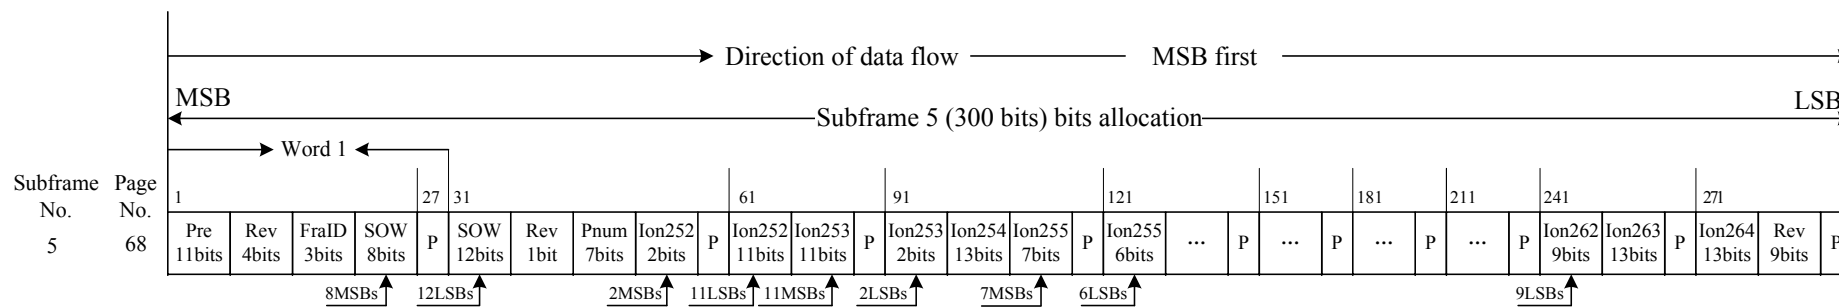 Direction of data flow MSB first
MSB LSB
Subframe 5 (300 bits) bits allocation
Word 1
Subframe No. Page No. 1 27 31 61 91 121 151 181 211 241 271
5 68 Pre 11bits Rev 4bits FraID 3bits SOW 8bits P SOW 12bits Rev 1bit Pnum 7bits Ion252 2bits P Ion252 11bits Ion253 11bits P Ion253 2bits Ion254 13bits Ion255 7bits P Ion255 6bits ... P ... P ... P ... P Ion262 9bits Ion263 13bits P Ion264 13bits Rev 9bits P
8MSBs 12LSBs 2MSBs 11LSBs 11MSBs 2LSBs 7MSBs 6LSBs 9LSBs